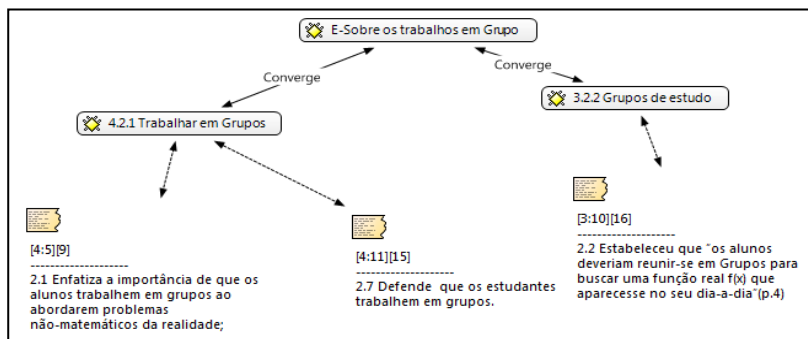 E-Sobre os trabalhos em Grupo
Converge
Converge
4.2.1 Trabalhar em Grupos
3.2.2 Grupos de estudo
[4:5][9]
--------------------
2.1 Enfatiza a importância de que os
alunos trabalhem em grupos ao
abordarem problemas
não-matemáticos da realidade;
[4:11][15]
--------------------
2.7 Defende que os estudantes
trabalhem em grupos.
[3:10][16]
--------------------
2.2 Estabeleceu que "os alunos
deveriam reunir-se em Grupos para
buscar uma função real f(x) que
aparecesse no seu dia-a-dia"(p.4)